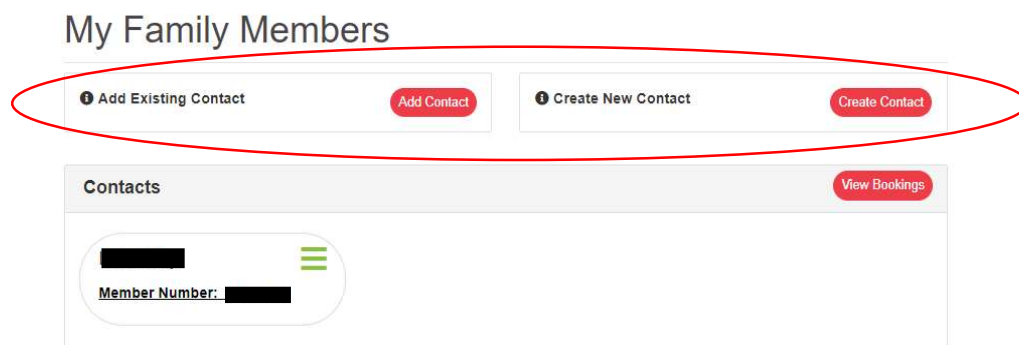 My Family Members
Add Existing Contact
Add Contact
Create New Contact
Create Contact
Contacts
View Bookings
Member Number: